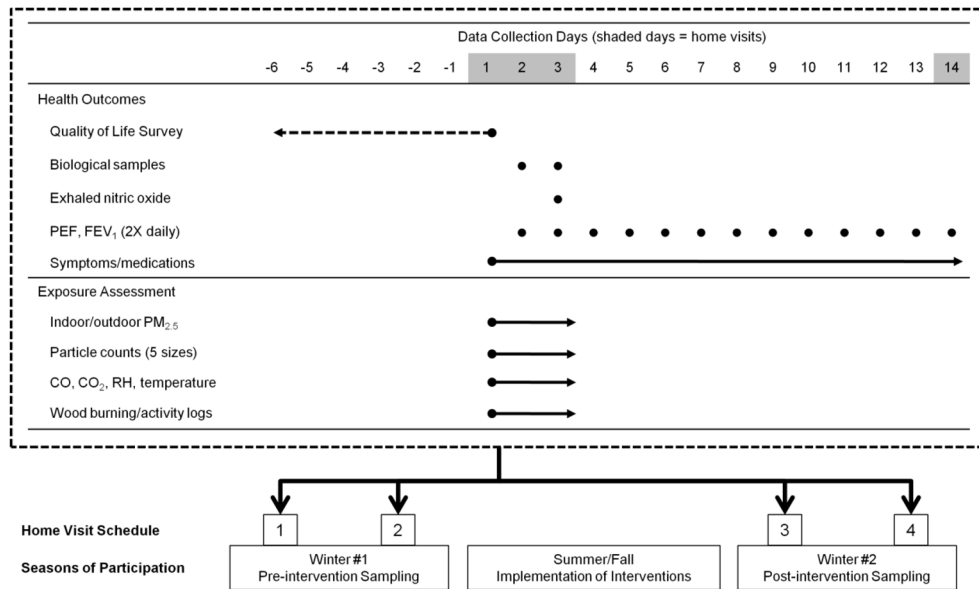 Data Collection Days (shaded days = home visits)
-6 -5 -4 -3 -2 -1 1 2 3 4 5 6 7 8 9 10 11 12 13 14
Health Outcomes
Quality of Life Survey
Biological samples
Exhaled nitric oxide
PEF, FEV₁ (2X daily)
Symptoms/medications
Exposure Assessment
Indoor/outdoor PM₂.₅
Particle counts (5 sizes)
CO, CO₂, RH, temperature
Wood burning/activity logs
Home Visit Schedule 1 2 3 4
Seasons of Participation
Winter #1
Pre-intervention Sampling
Summer/Fall
Implementation of Interventions
Winter #2
Post-intervention Sampling